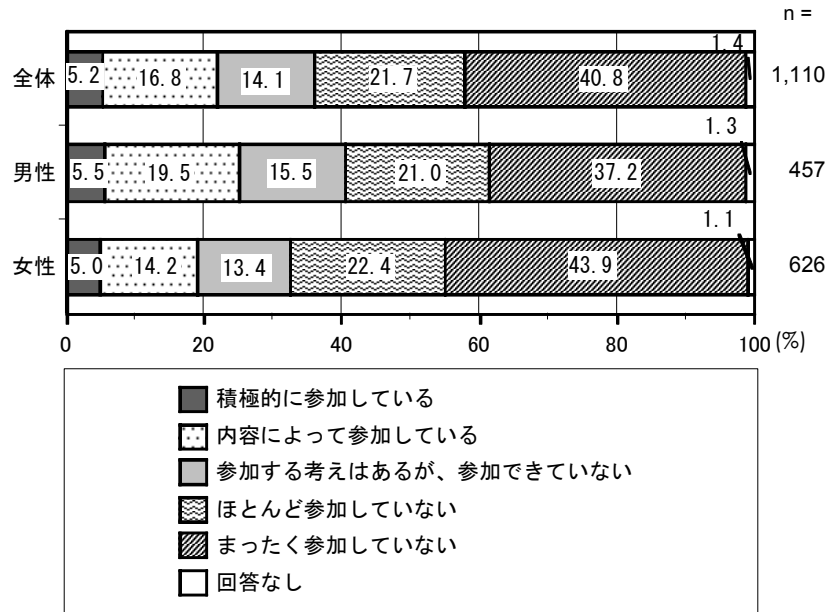 n =
1.4
全体 5.2 16.8 14.1 21.7 40.8 1,110
1.3
男性 5.5 19.5 15.5 21.0 37.2 457
1.1
女性 5.0 14.2 13.4 22.4 43.9 626
0 20 40 60 80 100 (%)
積極的に参加している
内容によって参加している
参加する考えはあるが、参加できていない
ほとんど参加していない
まったく参加していない
回答なし